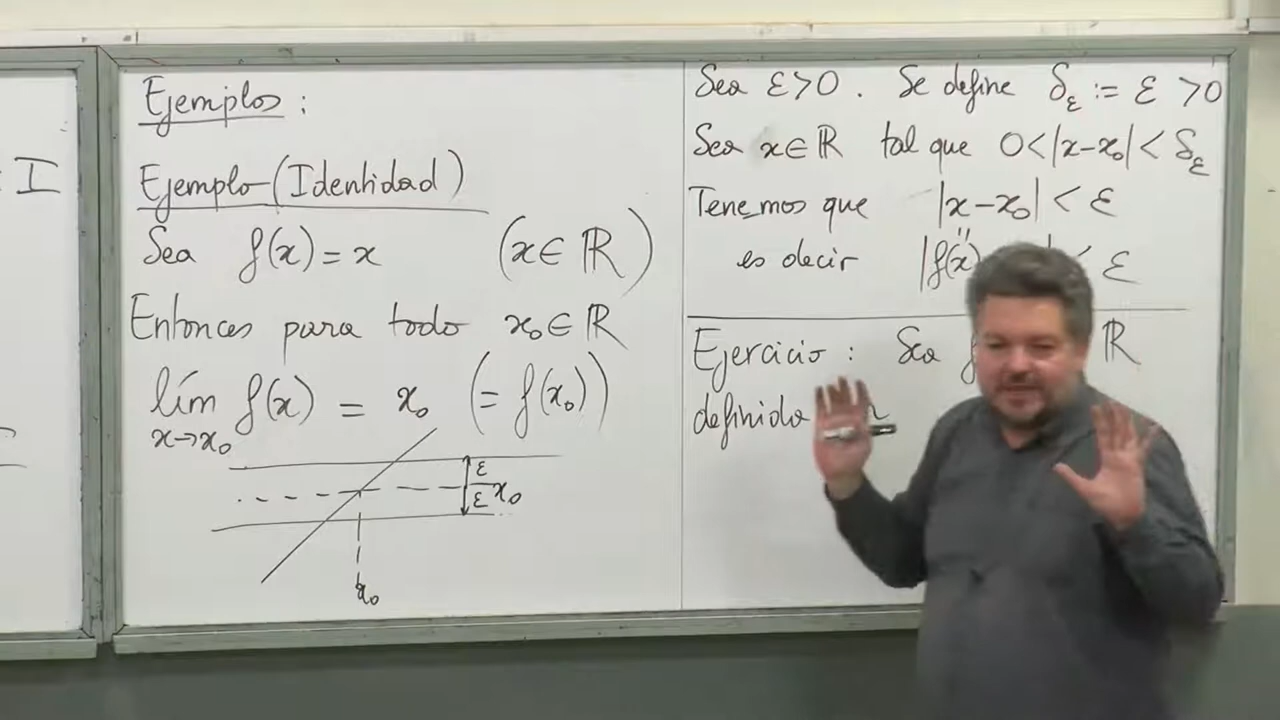 I
Ejemplos :
Ejemplo (Identidad)
Sea f(x) = x (x ∈ ℝ)
Entonces para todo x₀ ∈ ℝ
lím f(x) = x₀ (= f(x₀))
x→x₀
ε
ε x₀
x₀
Sea ε > 0 . Se define δ_ε := ε > 0
Sea x ∈ ℝ tal que 0 < |x - x₀| < δ_ε
Tenemos que |x - x₀| < ε
es decir |f(x) | < ε
Ejercicio : Sea f ℝ
definida